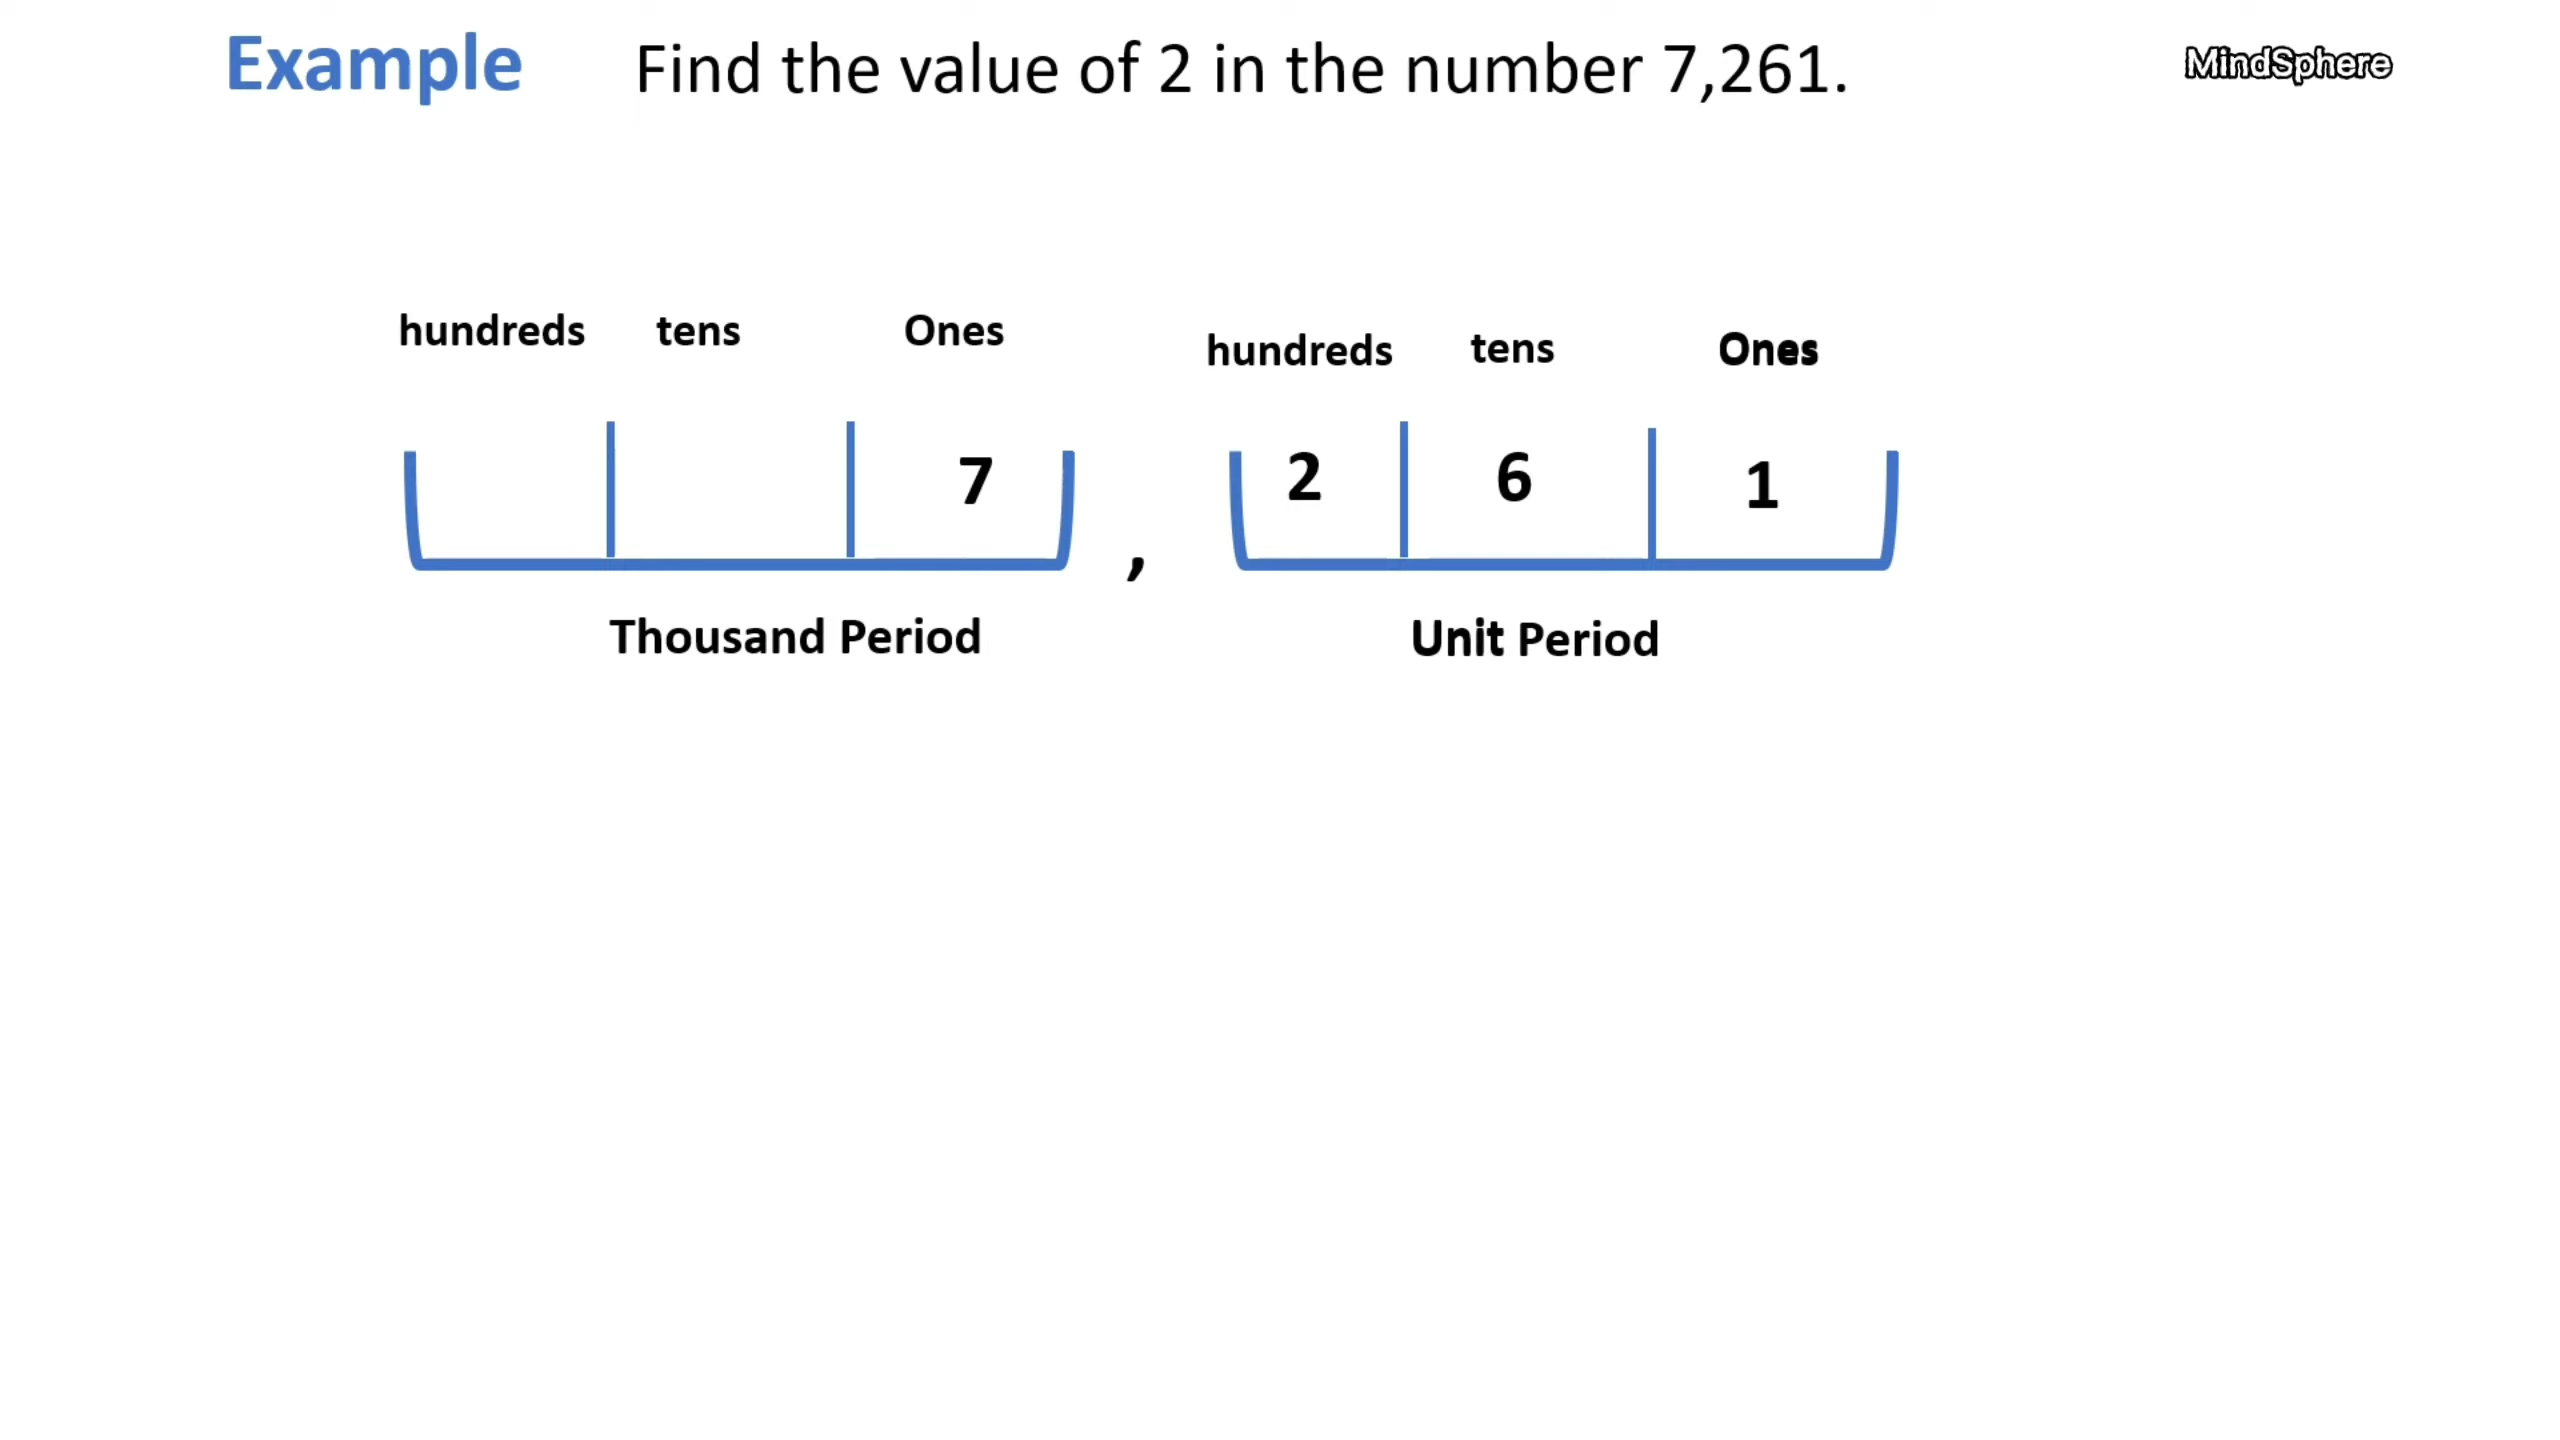 Example Find the value of 2 in the number 7,261.
MindSphere
hundreds tens Ones hundreds tens Ones
7 , 2 6 1
Thousand Period Unit Period